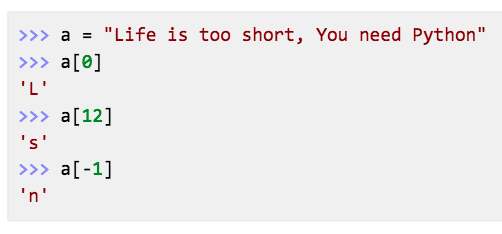 >>> a = "Life is too short, You need Python"
>>> a[0]
'L'
>>> a[12]
's'
>>> a[-1]
'n'